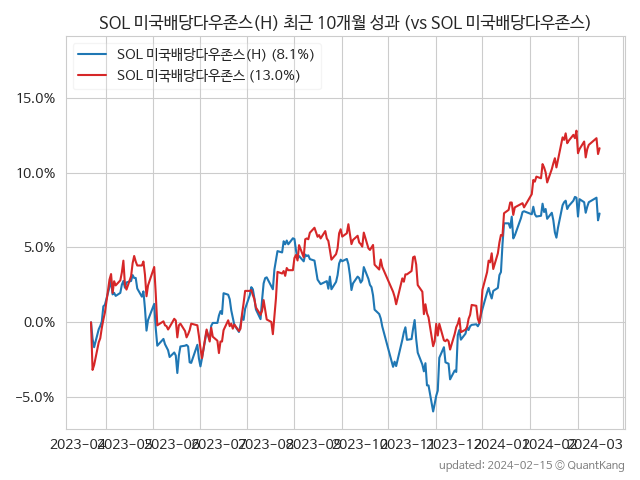 SOL 미국배당다우존스(H) 최근 10개월 성과 (vs SOL 미국배당다우존스)
SOL 미국배당다우존스(H) (8.1%)
SOL 미국배당다우존스 (13.0%)
15.0%
10.0%
5.0%
0.0%
−5.0%
2023-04 2023-05 2023-06 2023-07 2023-08 2023-09 2023-10 2023-11 2023-12 2024-01 2024-02 2024-03
updated: 2024-02-15 © QuantKang